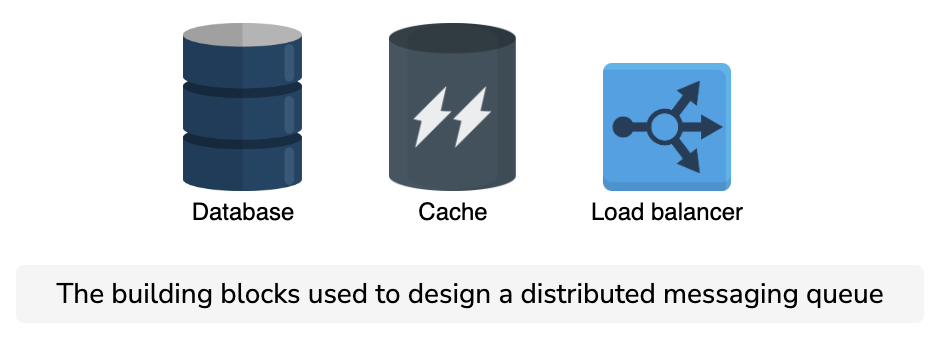 Database
Cache
Load balancer
The building blocks used to design a distributed messaging queue